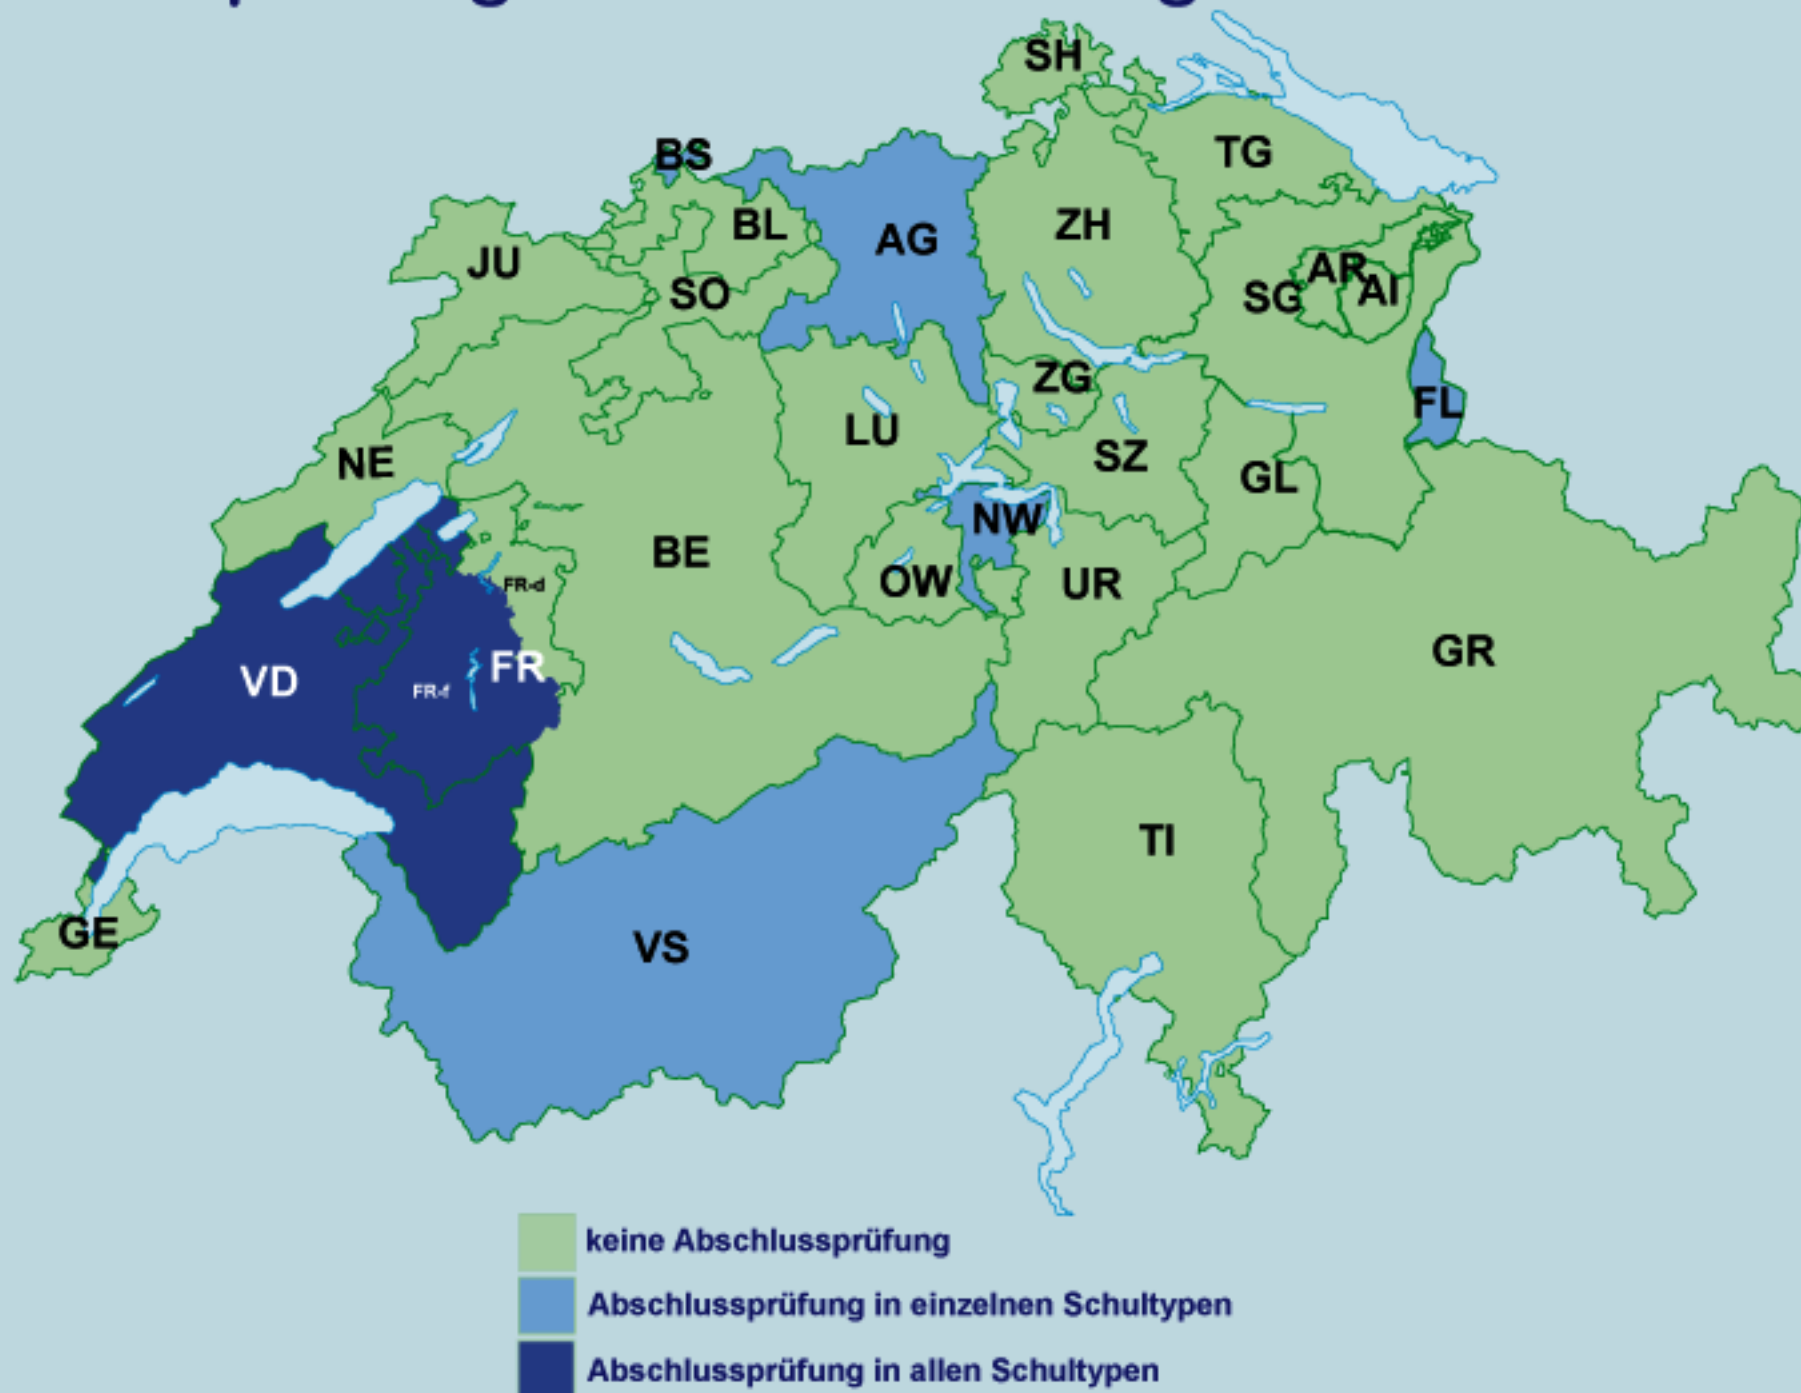 SH
BS
TG
BL
AG
ZH
JU
AR
SO
SG
AI
ZG
FL
LU
NE
SZ
GL
NW
BE
OW
FR-d
UR
GR
VD
FR
FR-f
TI
GE
VS
keine Abschlussprüfung
Abschlussprüfung in einzelnen Schultypen
Abschlussprüfung in allen Schultypen